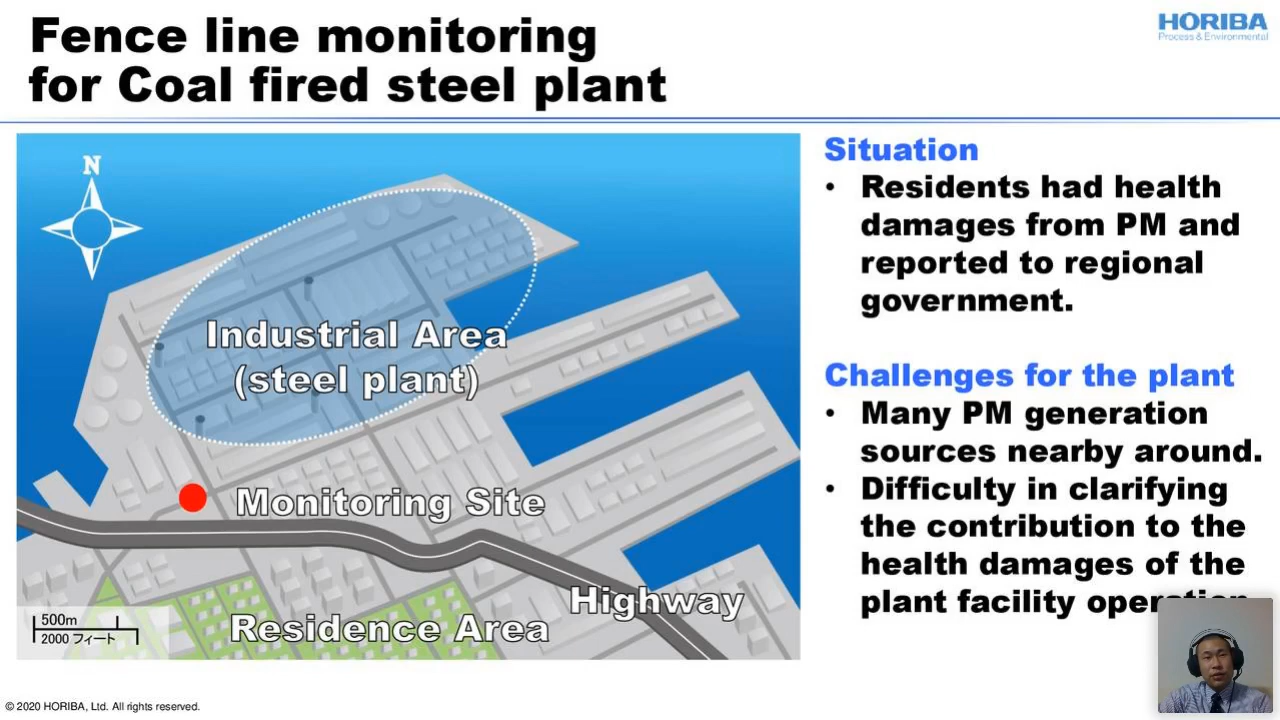 Fence line monitoring
for Coal fired steel plant
HORIBA
Process & Environmental
N
Industrial Area
(steel plant)
Monitoring Site
Highway
Residence Area
500m
2000 フィート
Situation
• Residents had health
damages from PM and
reported to regional
government.
Challenges for the plant
• Many PM generation
sources nearby around.
• Difficulty in clarifying
the contribution to the
health damages of the
plant facility operation
© 2020 HORIBA, Ltd. All rights reserved.